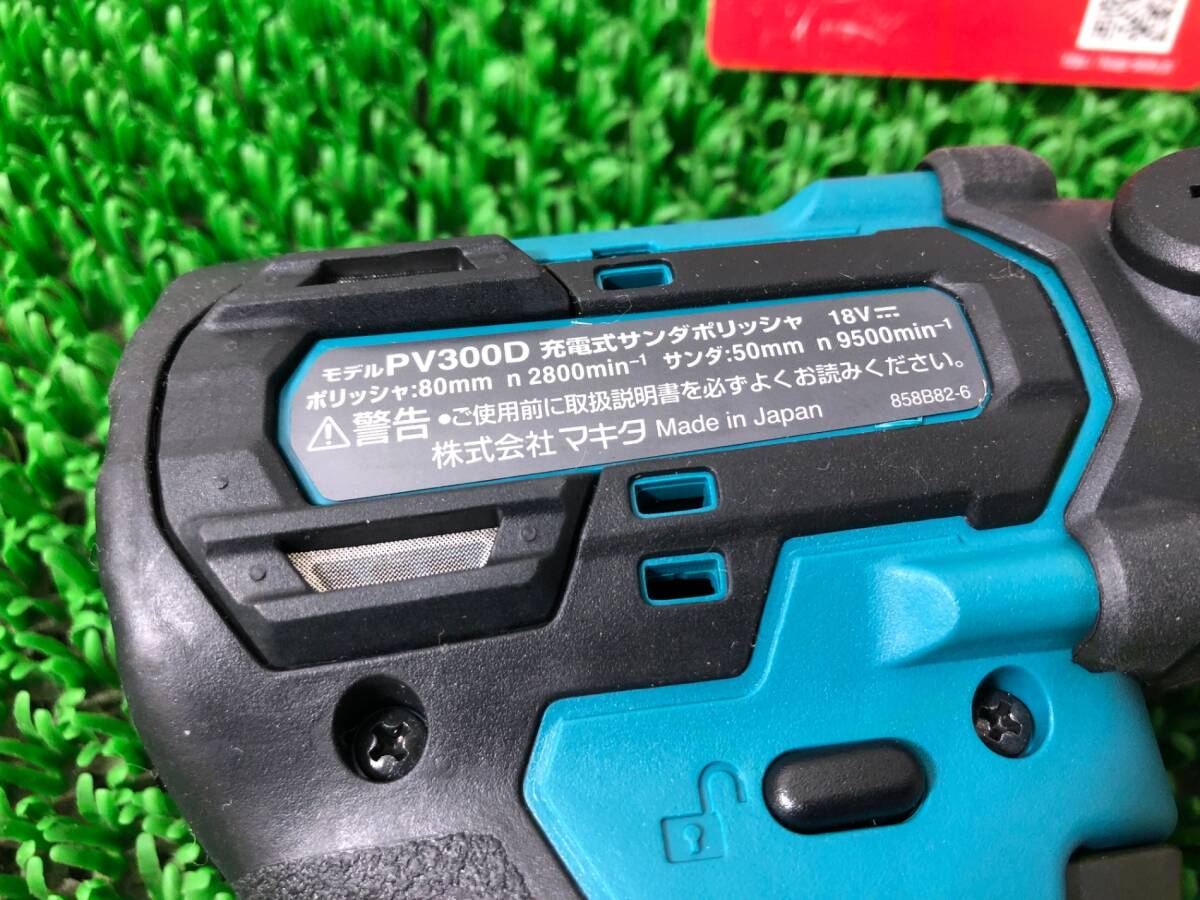 モデルPV300D 充電式サンダポリッシャ 18V⎓
ポリッシャ:80mm n 2800min⁻¹ サンダ:50mm n 9500min⁻¹
⚠警告 •ご使用前に取扱説明書を必ずよくお読みください。
株式会社 マキタ Made in Japan 858B82-6